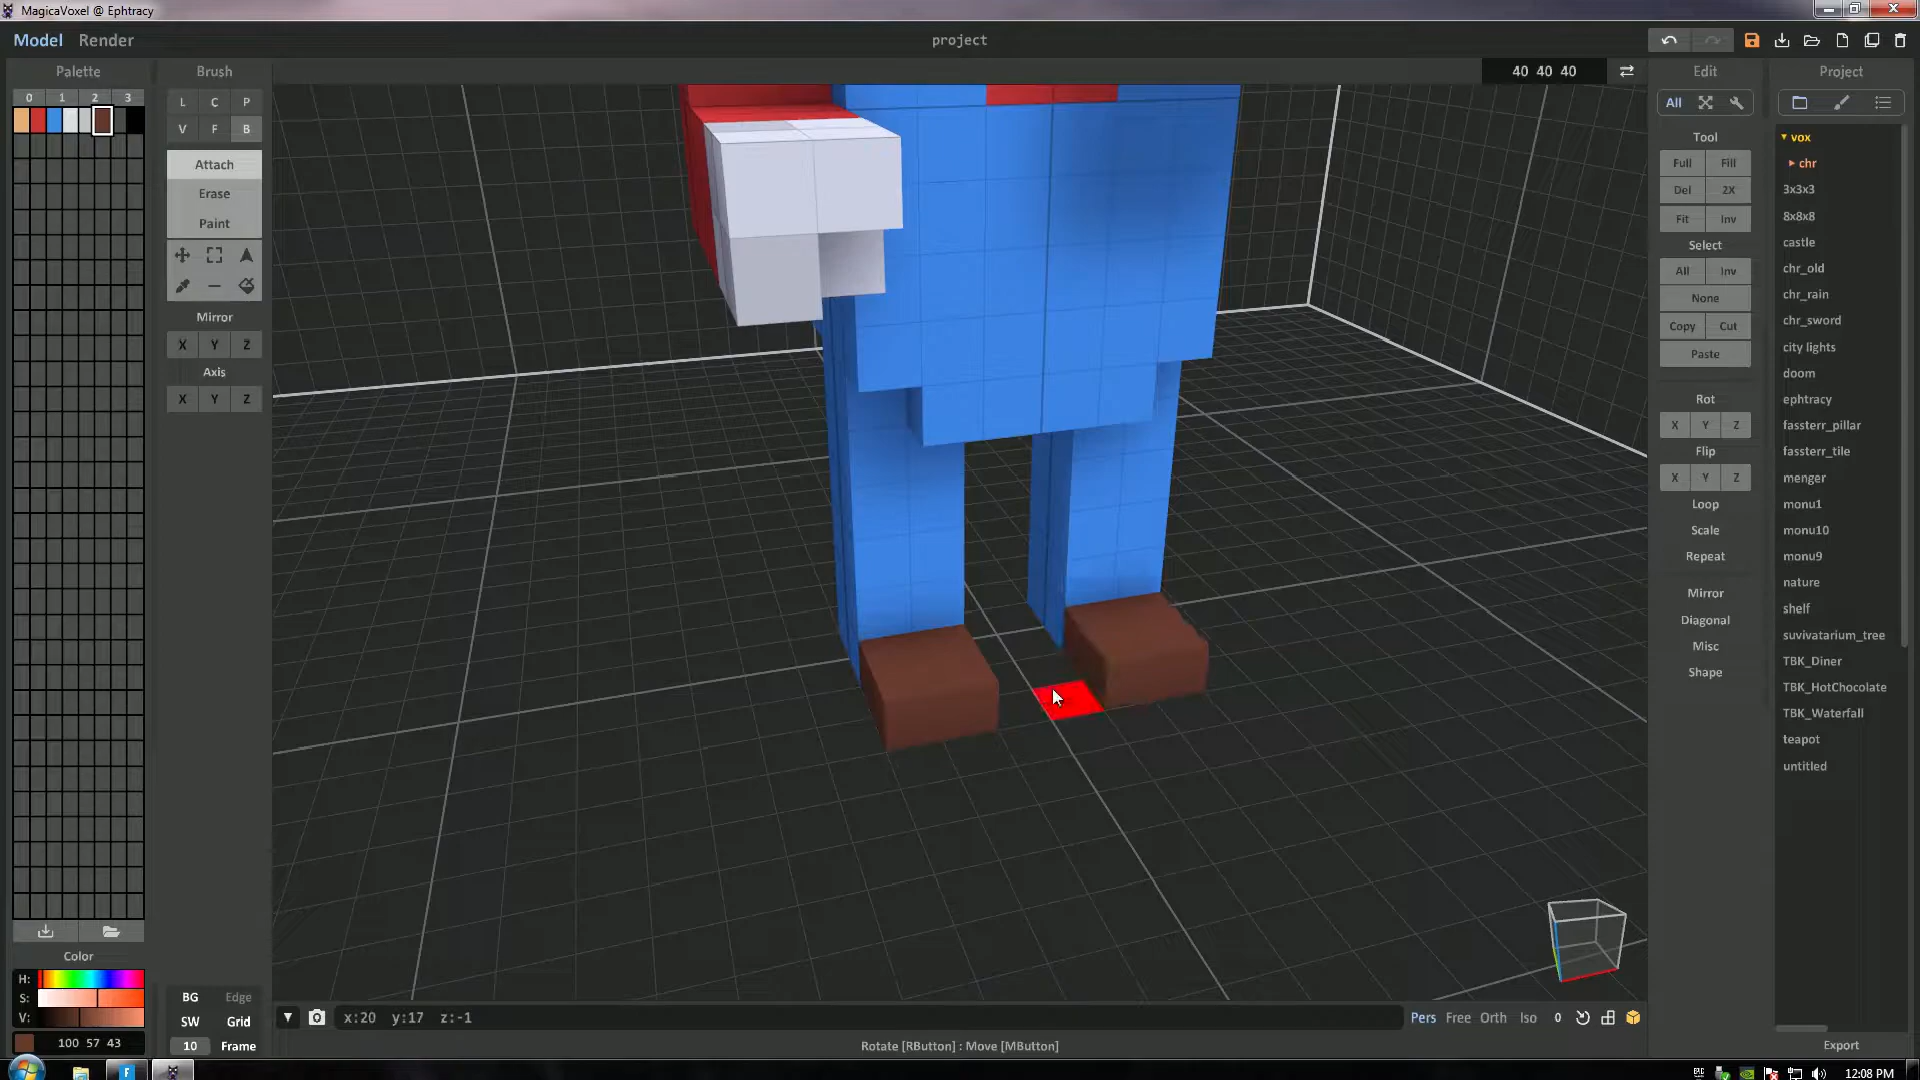 MagicaVoxel @ Ephtracy
Model Render
project
Palette
0 1 2 3
Brush
L C P
V F B
Attach
Erase
Paint
Mirror
X Y Z
Axis
X Y Z
40 40 40
Edit
All
Tool
Full Fill
Del 2X
Fit Inv
Select
All Inv
None
Copy Cut
Paste
Rot
X Y Z
Flip
X Y Z
Loop
Scale
Repeat
Mirror
Diagonal
Misc
Shape
Project
vox
chr
3x3x3
8x8x8
castle
chr_old
chr_rain
chr_sword
city lights
doom
ephtracy
fassterr_pillar
fassterr_tile
menger
monu1
monu10
monu9
nature
shelf
suvivatarium_tree
TBK_Diner
TBK_HotChocolate
TBK_Waterfall
teapot
untitled
Export
Color
H:
S:
V:
100 57 43
BG Edge
SW Grid
10 Frame
x:20 y:17 z:-1
Pers Free Orth Iso 0
Rotate [RButton] : Move [MButton]
12:08 PM